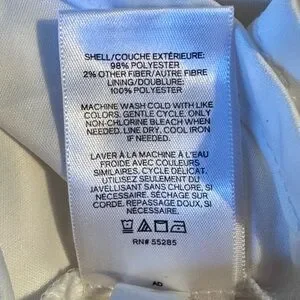 SHELL/COUCHE EXTÉRIEURE:
98% POLYESTER
2% OTHER FIBER/AUTRE FIBRE
LINING/DOUBLURE:
100% POLYESTER
MACHINE WASH COLD WITH LIKE
COLORS, GENTLE CYCLE. ONLY
NON-CHLORINE BLEACH WHEN
NEEDED. LINE DRY, COOL IRON
IF NEEDED.
LAVER À LA MACHINE À L'EAU
FROIDE AVEC COULEURS
SIMILAIRES, CYCLE DÉLICAT.
UTILISEZ SEULEMENT DU
JAVELLISANT SANS CHLORE, SI
NÉCESSAIRE. SÉCHAGE SUR
CORDE. REPASSAGE DOUX, SI
NÉCESSAIRE.
RN# 55285
AD